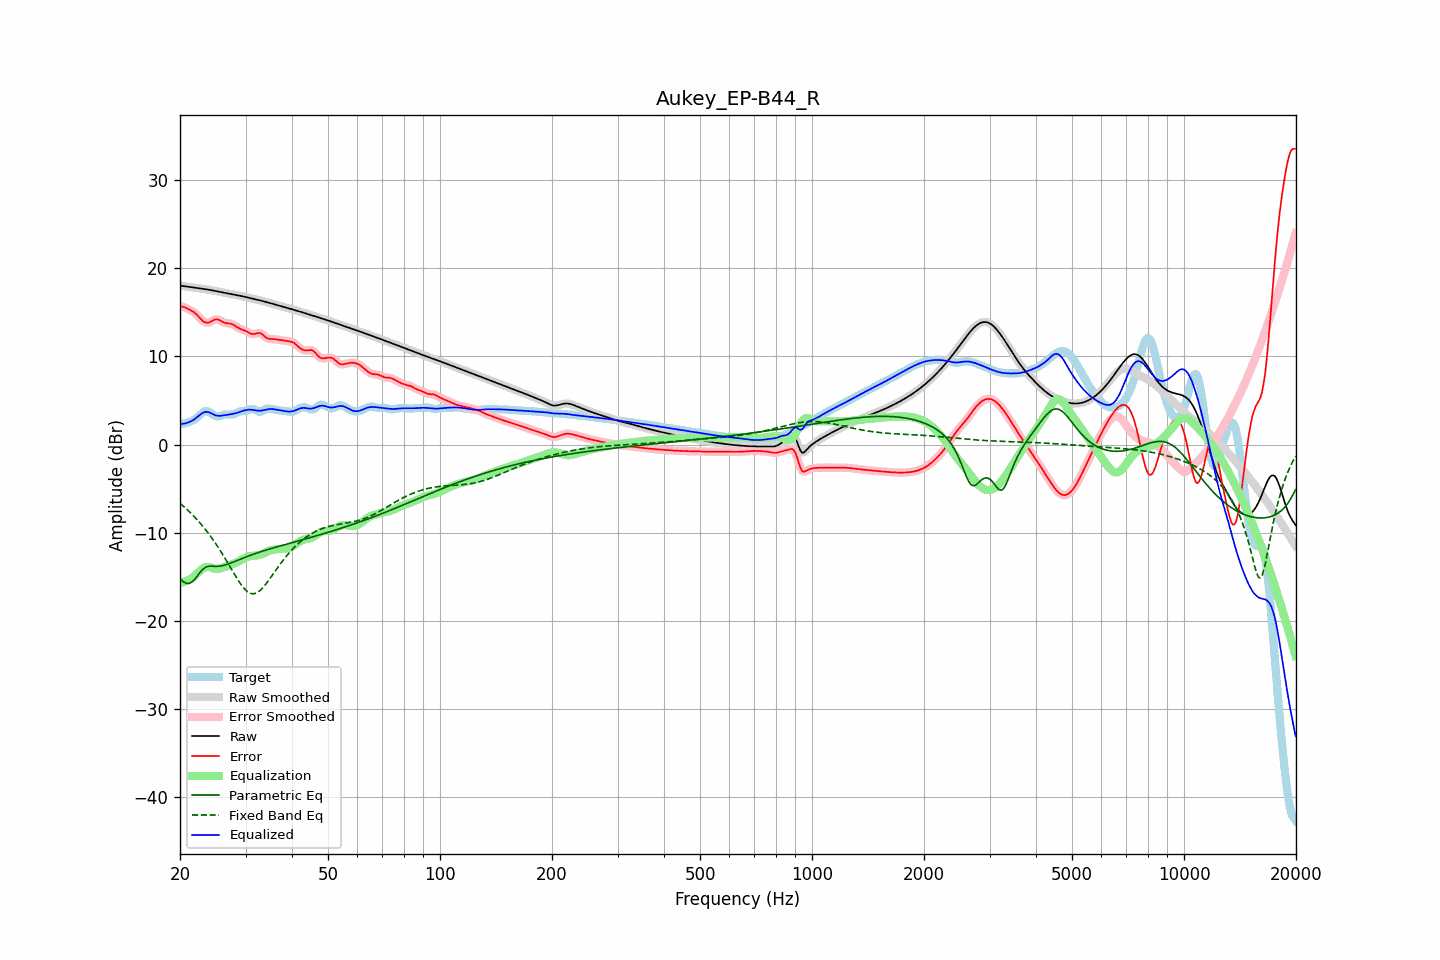 Aukey_EP-B44_R
Amplitude (dBr)
30
20
10
0
−10
−20
−30
−40
Target
Raw Smoothed
Error Smoothed
Raw
Error
Equalization
Parametric Eq
Fixed Band Eq
Equalized
20
50
100
200
500
1000
2000
5000
10000
20000
Frequency (Hz)